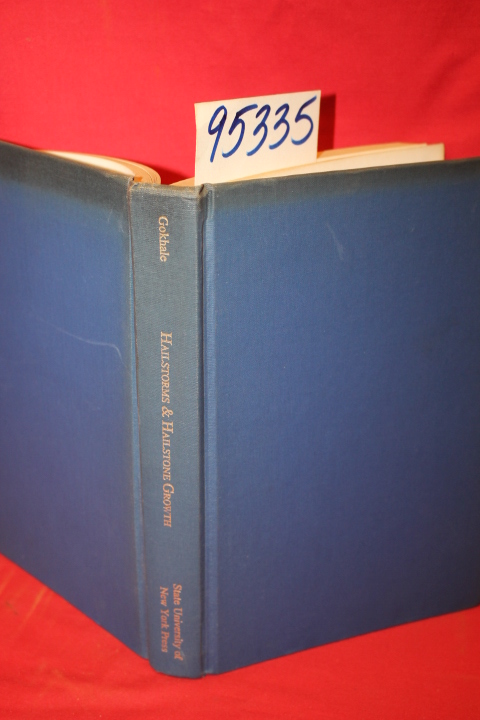 95335
Gokhale
HAILSTORMS & HAILSTONE GROWTH
State University of
New York Press